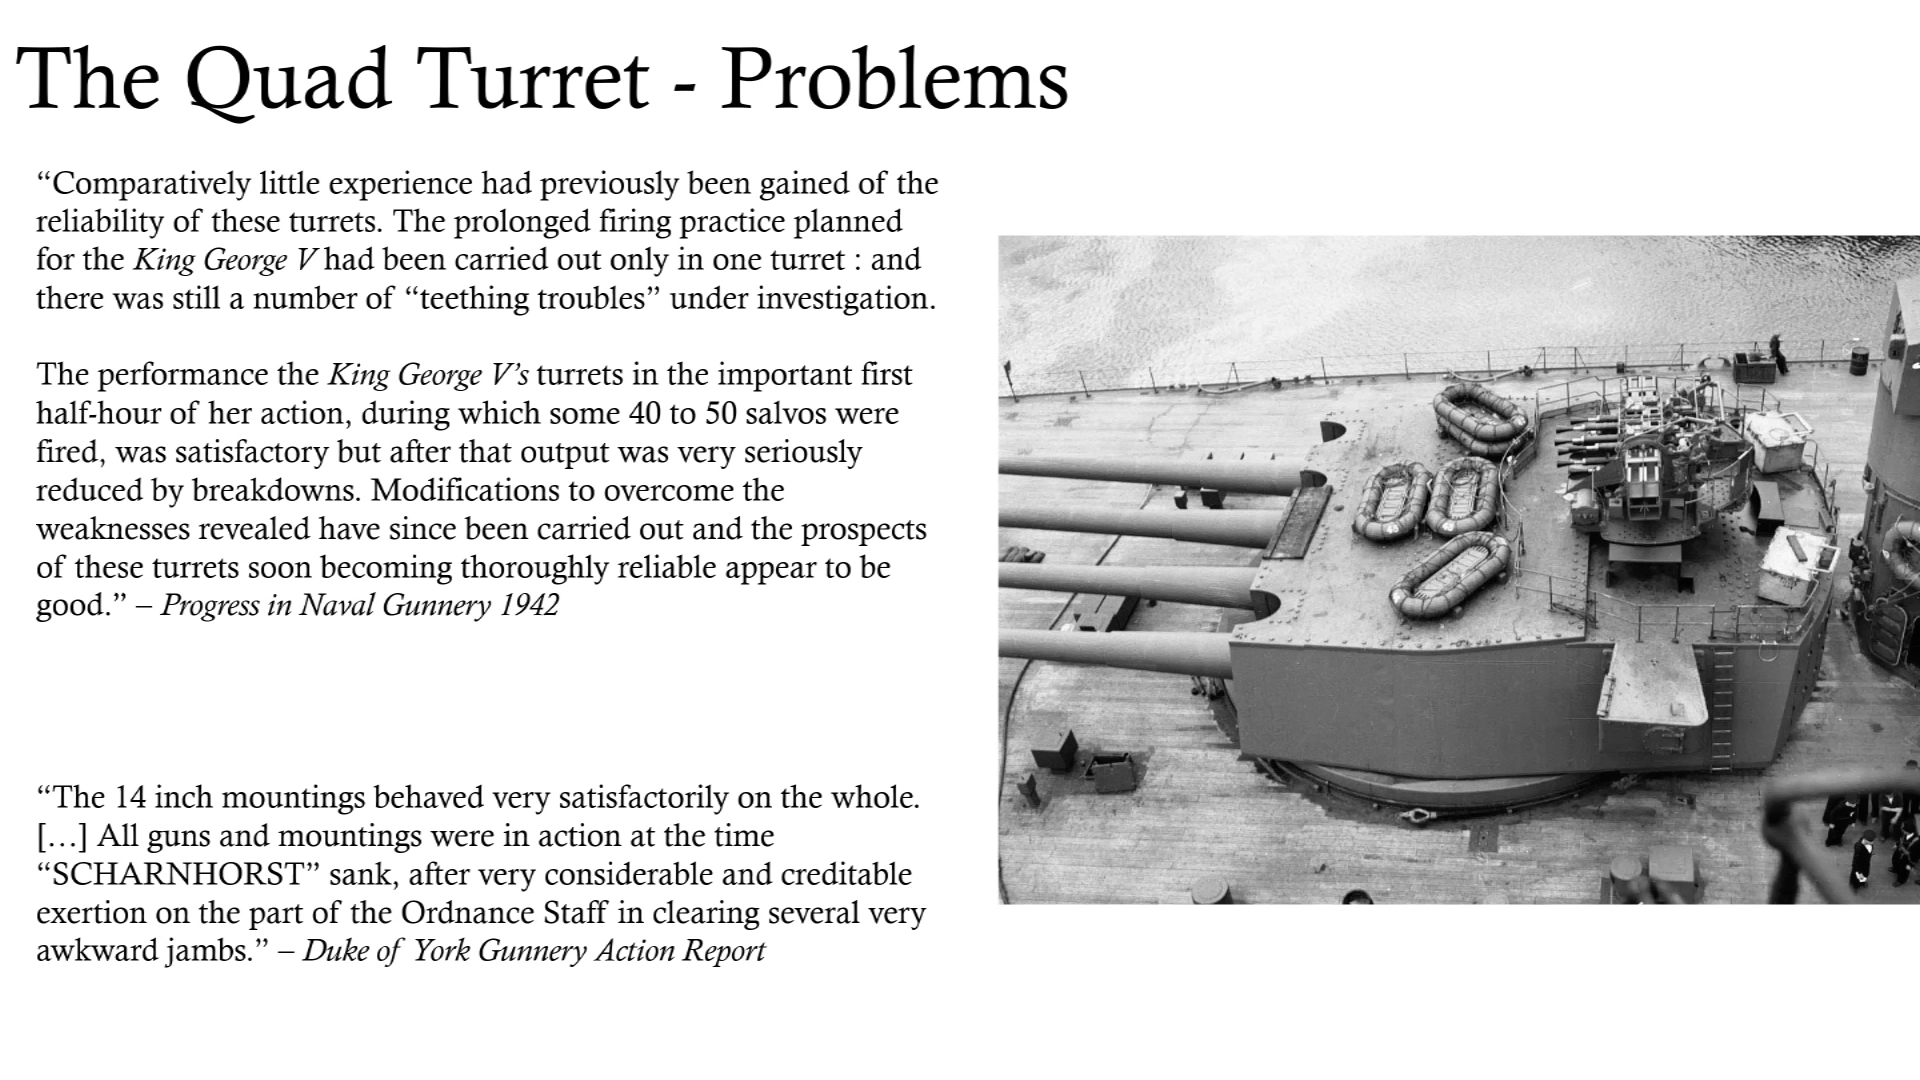 The Quad Turret - Problems
“Comparatively little experience had previously been gained of the
reliability of these turrets. The prolonged firing practice planned
for the King George V had been carried out only in one turret : and
there was still a number of “teething troubles” under investigation.
The performance the King George V’s turrets in the important first
half-hour of her action, during which some 40 to 50 salvos were
fired, was satisfactory but after that output was very seriously
reduced by breakdowns. Modifications to overcome the
weaknesses revealed have since been carried out and the prospects
of these turrets soon becoming thoroughly reliable appear to be
good.” – Progress in Naval Gunnery 1942
“The 14 inch mountings behaved very satisfactorily on the whole.
[…] All guns and mountings were in action at the time
“SCHARNHORST” sank, after very considerable and creditable
exertion on the part of the Ordnance Staff in clearing several very
awkward jambs.” – Duke of York Gunnery Action Report